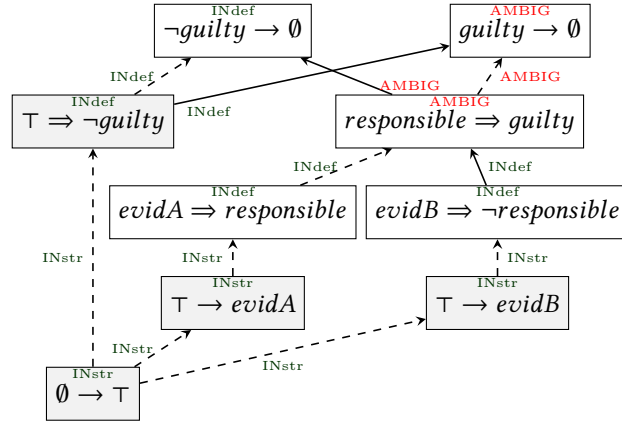 INdef
¬guilty → ∅
AMBIG
guilty → ∅
INdef
AMBIG
AMBIG
INdef
⊤ ⇒ ¬guilty
INdef
AMBIG
responsible ⇒ guilty
INdef
INdef
INdef
evidA ⇒ responsible
INdef
evidB ⇒ ¬responsible
INstr
INstr
INstr
INstr
⊤ → evidA
INstr
⊤ → evidB
INstr
INstr
INstr
∅ → ⊤